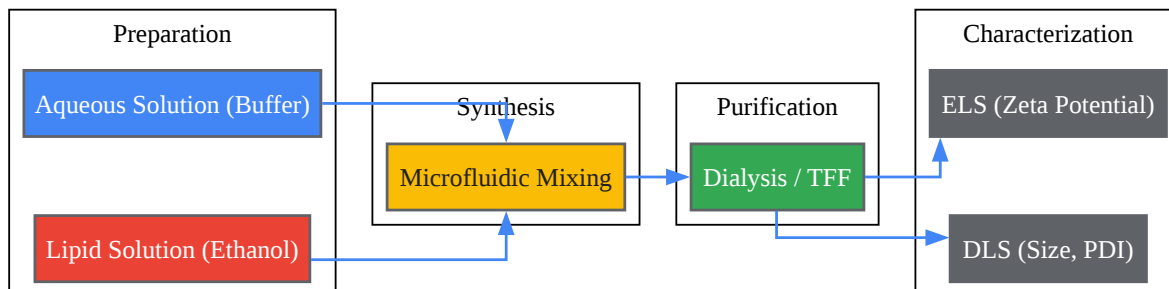 Preparation
Aqueous Solution (Buffer)
Lipid Solution (Ethanol)
Synthesis
Microfluidic Mixing
Purification
Dialysis / TFF
Characterization
ELS (Zeta Potential)
DLS (Size, PDI)